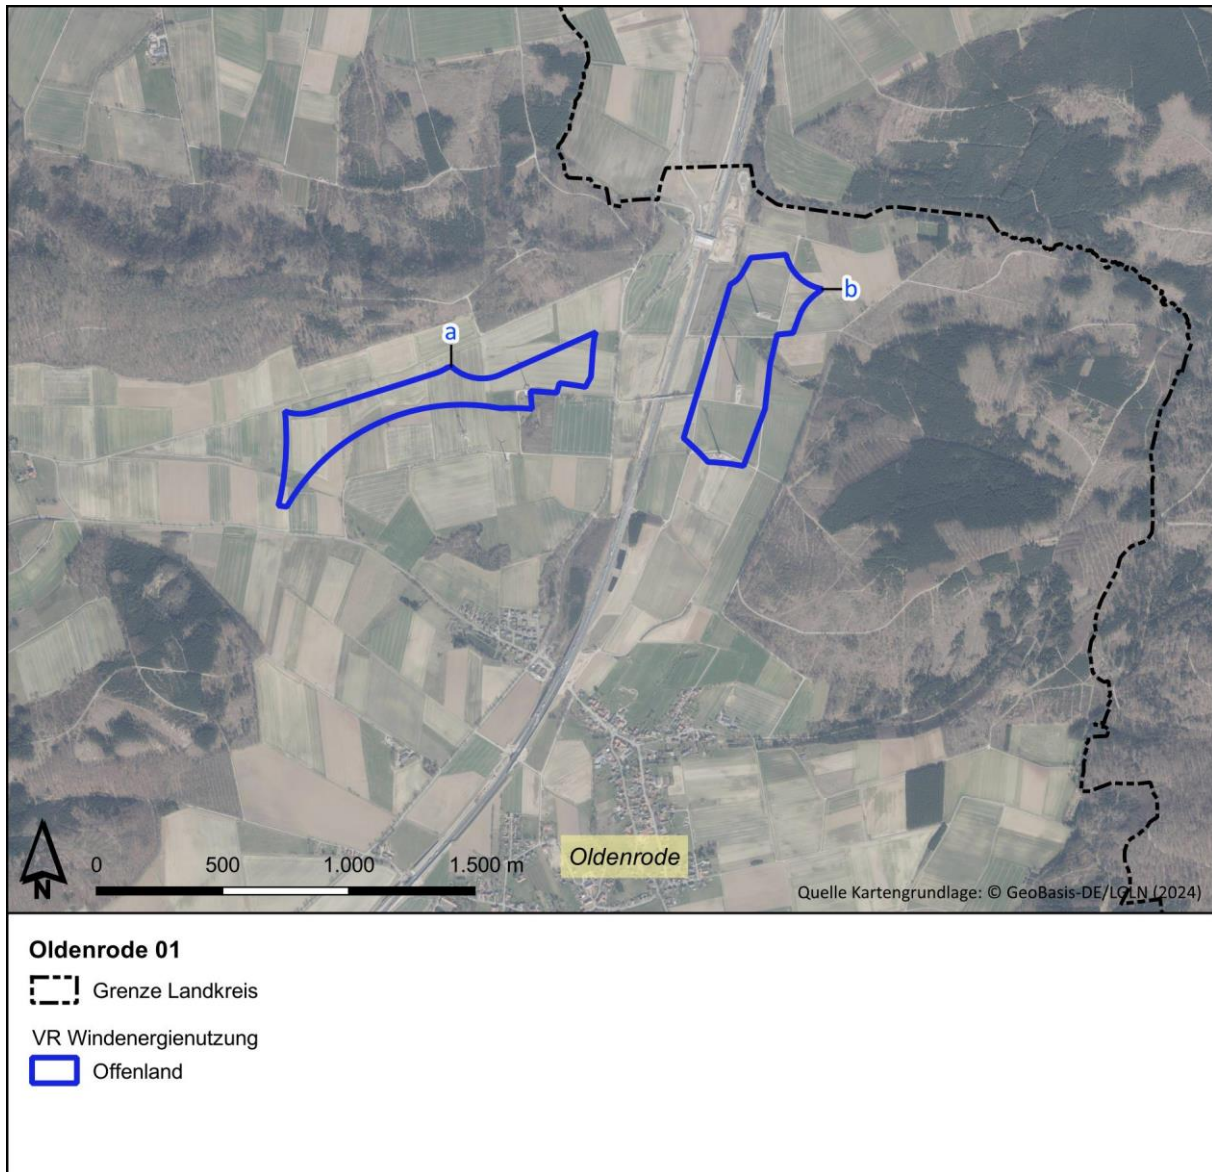 a
b
N
0 500 1.000 1.500 m
Oldenrode
Quelle Kartengrundlage: © GeoBasis-DE/LGLN (2024)
Oldenrode 01
Grenze Landkreis
VR Windenergienutzung
Offenland